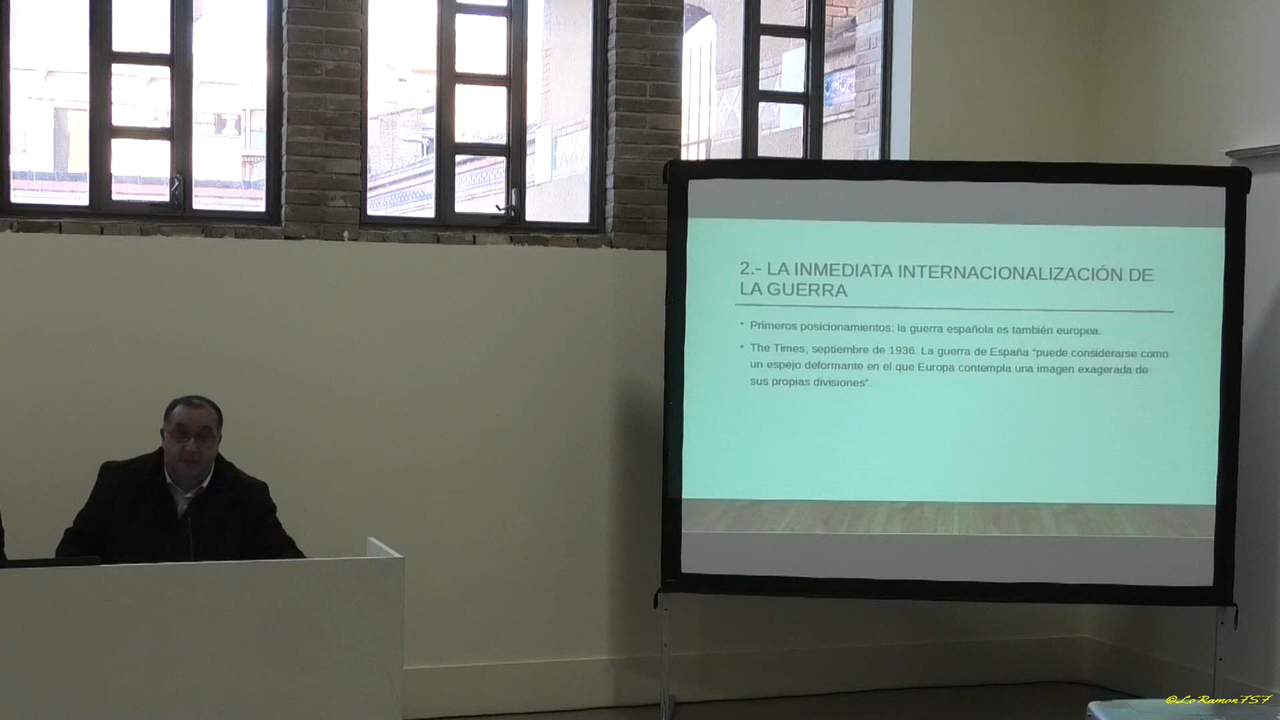 2.- LA INMEDIATA INTERNACIONALIZACIÓN DE
LA GUERRA
• Primeros posicionamientos: la guerra española es también europea.
• The Times, septiembre de 1936. La guerra de España “puede considerarse como
un espejo deformante en el que Europa contempla una imagen exagerada de
sus propias divisiones”.
@LoRamon757